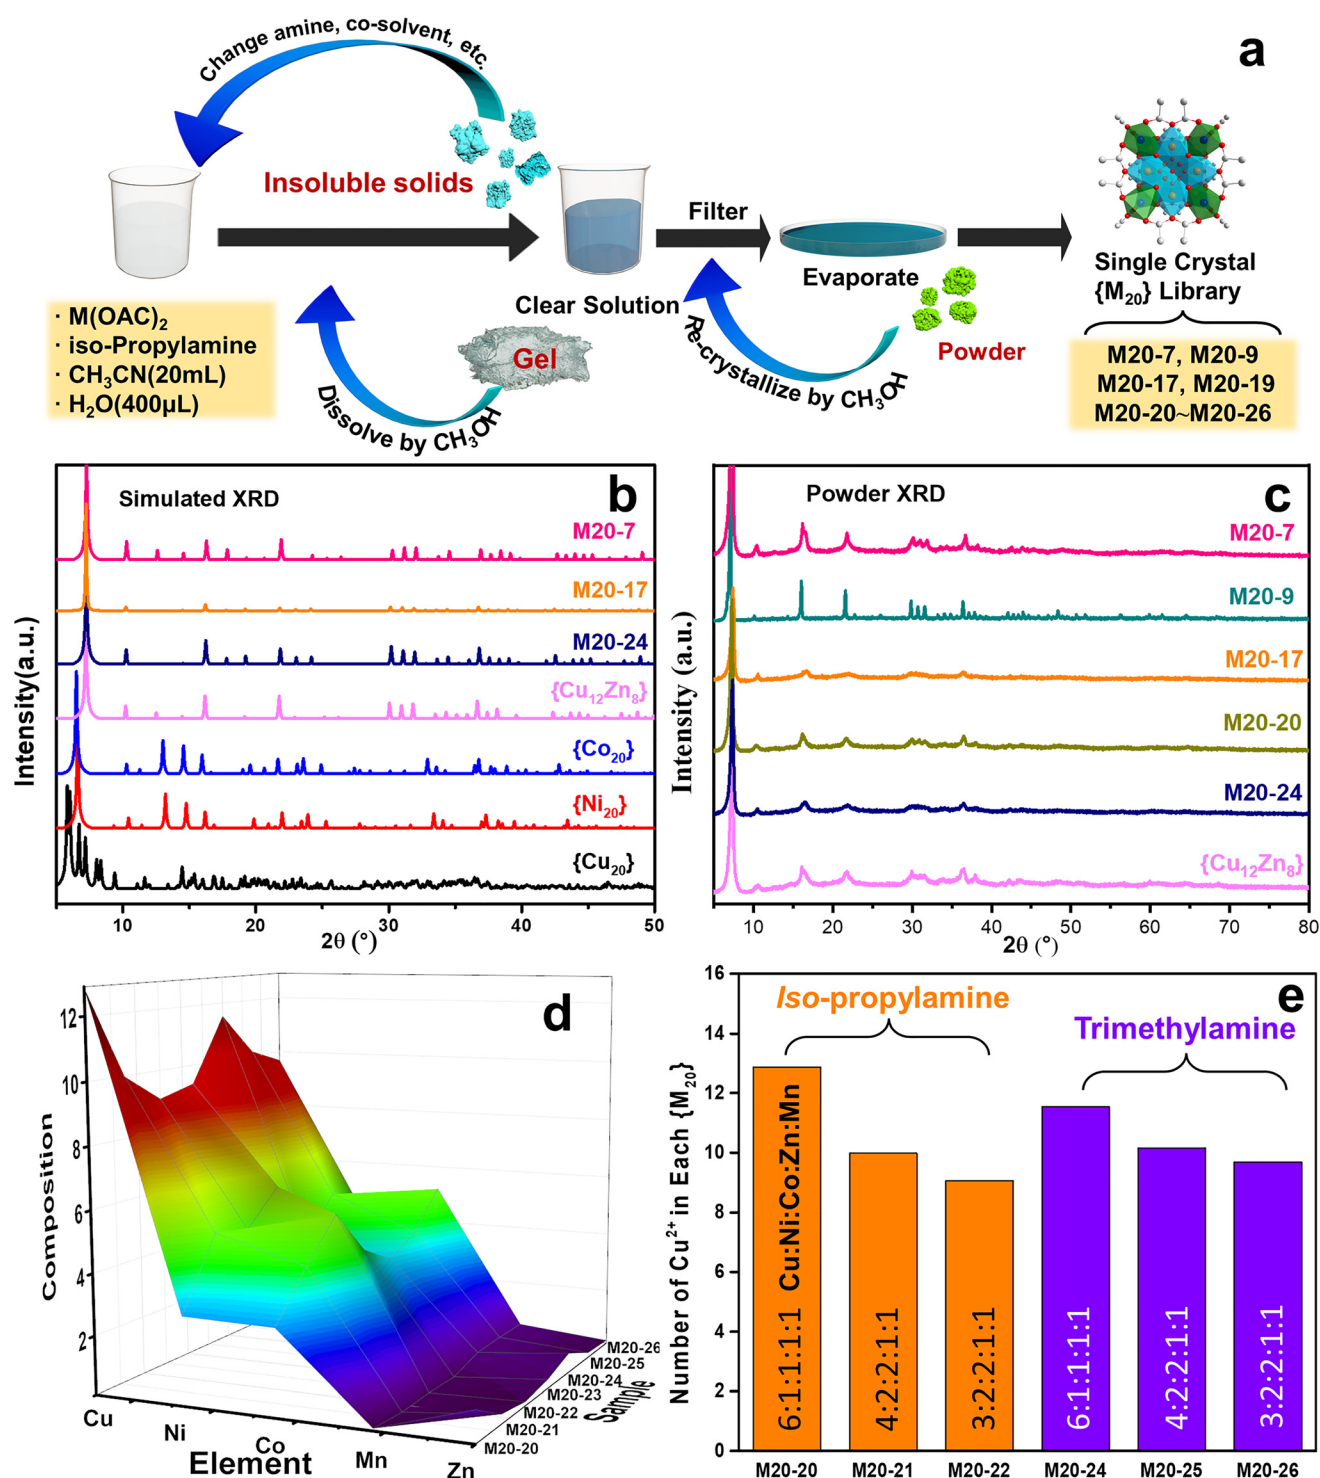 a
Change amine, co-solvent, etc.
Insoluble solids
Filter
Evaporate
Clear Solution
Single Crystal
{M₂₀} Library
· M(OAC)₂
· iso-Propylamine
· CH₃CN(20mL)
· H₂O(400µL)
Gel
Dissolve by CH₃OH
Re-crystallize by CH₃OH
Powder
M20-7, M20-9
M20-17, M20-19
M20-20~M20-26
b
Simulated XRD
M20-7
M20-17
M20-24
{Cu₁₂Zn₈}
{Co₂₀}
{Ni₂₀}
{Cu₂₀}
Intensity(a.u.)
10 20 30 40 50
2θ (°)
c
Powder XRD
M20-7
M20-9
M20-17
M20-20
M20-24
{Cu₁₂Zn₈}
Intensity (a.u.)
10 20 30 40 50 60 70 80
2θ (°)
d
12
10
8
6
4
2
Composition
Cu
Ni
Co
Mn
Zn
Element
M20-26
M20-25
M20-24
M20-23
M20-22
M20-21
M20-20
Sample
e
Iso-propylamine
Trimethylamine
16
14
12
10
8
6
4
2
0
Number of Cu²⁺ in Each {M₂₀}
6:1:1:1:1 Cu:Ni:Co:Zn:Mn
4:2:2:1:1
3:2:2:1:1
6:1:1:1:1
4:2:2:1:1
3:2:2:1:1
M20-20 M20-21 M20-22 M20-24 M20-25 M20-26